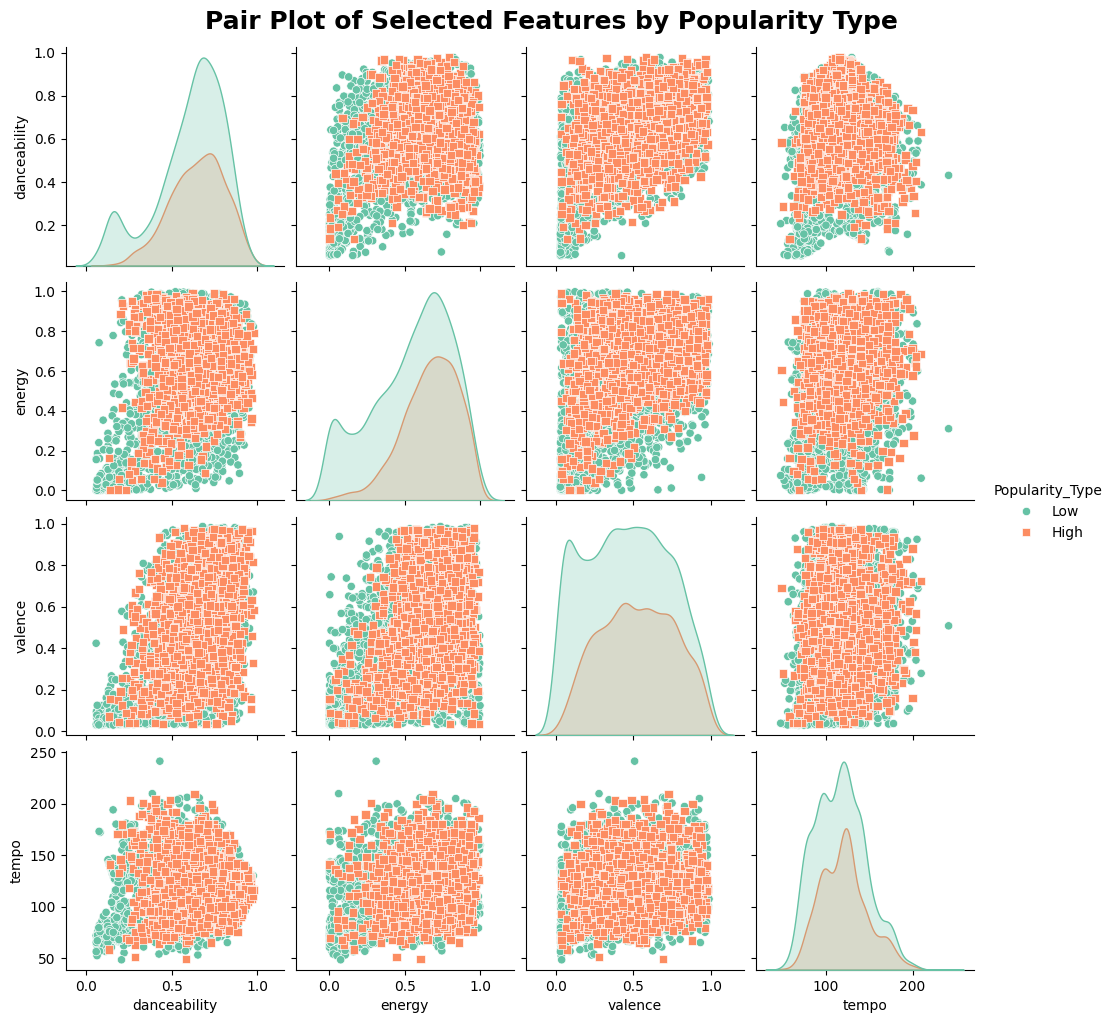 Pair Plot of Selected Features by Popularity Type
1.0
0.8
0.6
0.4
0.2
danceability
1.0
0.8
0.6
0.4
0.2
0.0
energy
Popularity_Type
Low
High
1.0
0.8
0.6
0.4
0.2
0.0
valence
250
200
150
100
50
tempo
0.0 0.5 1.0 0.0 0.5 1.0 0.0 0.5 1.0 100 200
danceability energy valence tempo